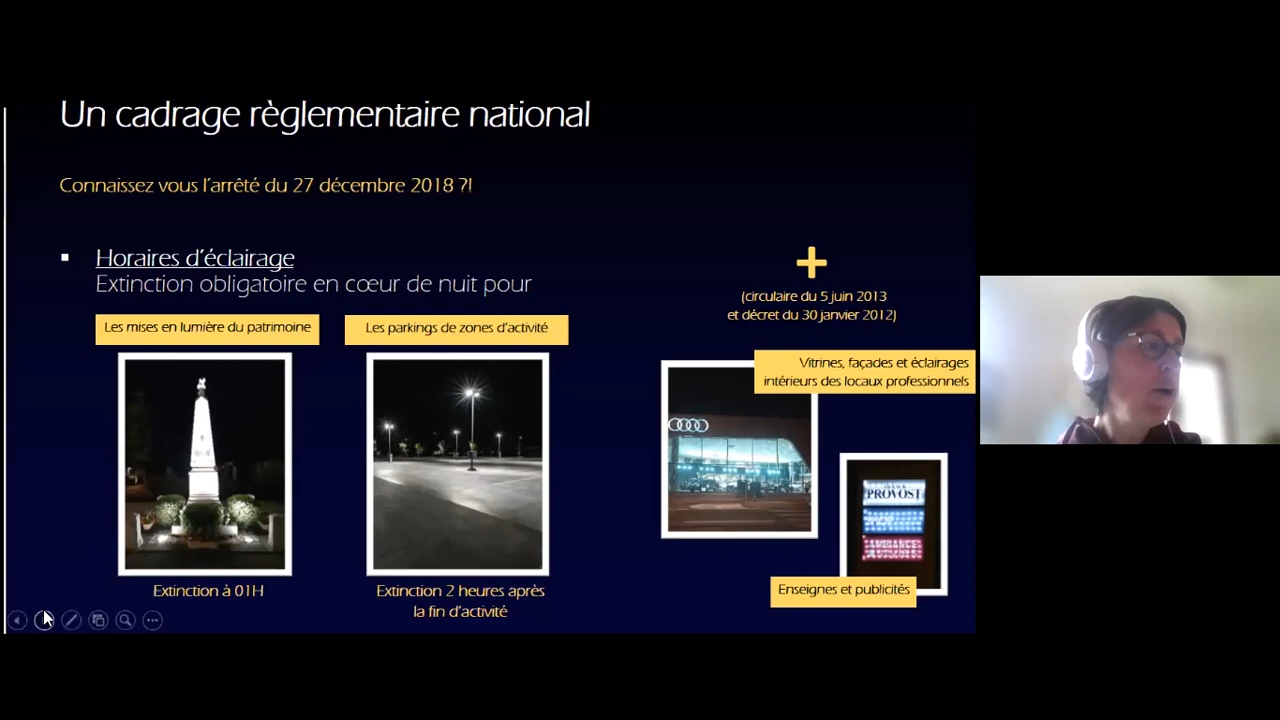 Un cadrage règlementaire national
Connaissez vous l'arrêté du 27 décembre 2018 ?!
Horaires d'éclairage
Extinction obligatoire en cœur de nuit pour
Les mises en lumière du patrimoine
Les parkings de zones d'activité
Extinction à 01H
Extinction 2 heures après
la fin d'activité
(circulaire du 5 juin 2013
et décret du 30 janvier 2012)
Vitrines, façades et éclairages
intérieurs des locaux professionnels
PROVOST
AMBIANCE
Enseignes et publicités